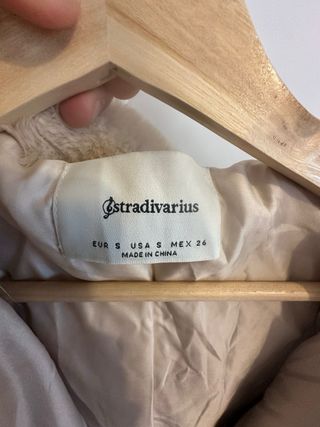 stradivarius
EUR S USA S MEX 26
MADE IN CHINA